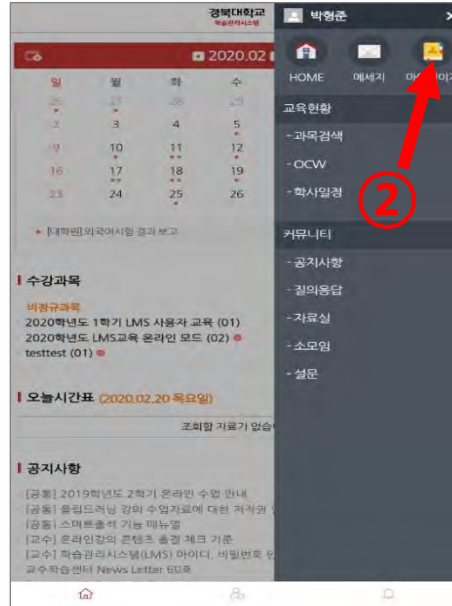 경북대학교
학습관리시스템
박형준
×
2020.02
HOME
메세지
일 월 화 수
26 27 28 29
2 3 4 5
9 10 11 12
16 17 18 19
23 24 25 26
[대학원] 외국어시험 결과 보고
교육현황
- 과목검색
- OCW
- 학사일정
②
커뮤니티
- 공지사항
- 질의응답
- 자료실
- 소모임
- 설문
수강과목
비정규과목
2020학년도 1학기 LMS 사용자 교육 (01)
2020학년도 LMS교육 온라인 모드 (02)
testtest (01)
오늘시간표 (2020.02.20 목요일)
조회할 자료가 없습
공지사항
[공통] 2019학년도 2학기 온라인 수업 안내
[공통] 플립드러닝 강의 수업자료에 대한 저작권
[공통] 스마트출석 기능 매뉴얼
[교수] 온라인강의 콘텐츠 출결 체크 기준
[교수] 학습관리시스템(LMS) 아이디, 비밀번호
교수학습센터 News Letter 60호